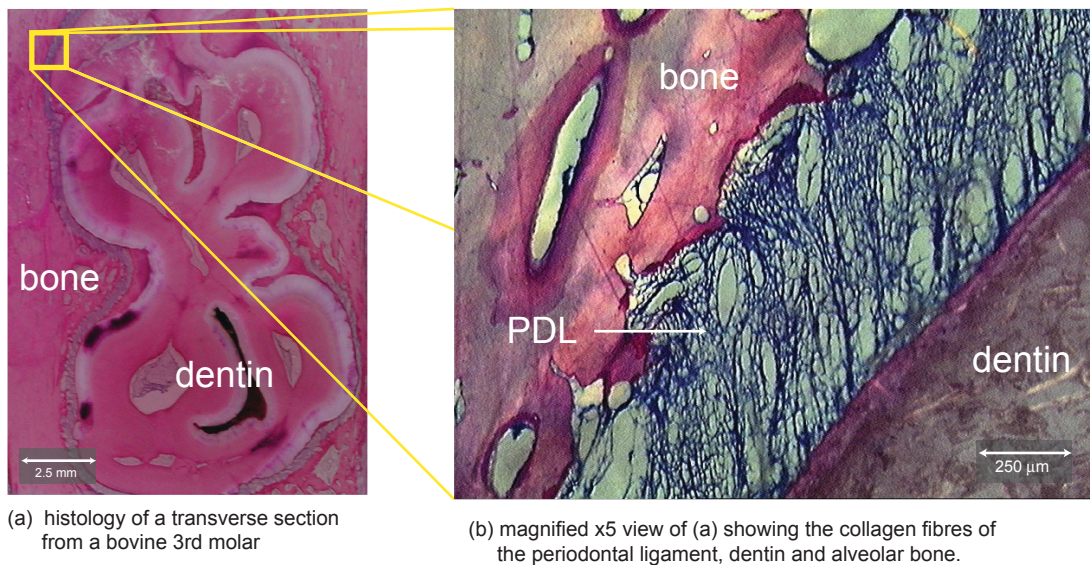 bone
dentin
2.5 mm
(a) histology of a transverse section
from a bovine 3rd molar
bone
PDL
dentin
250 μm
(b) magnified x5 view of (a) showing the collagen fibres of
the periodontal ligament, dentin and alveolar bone.